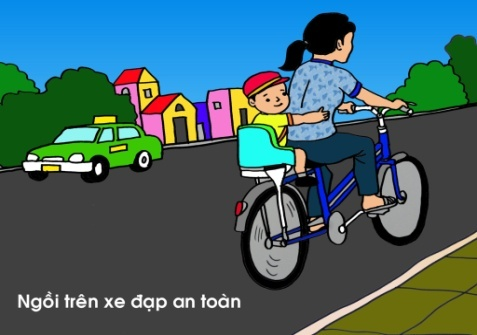 Ngồi trên xe đạp an toàn